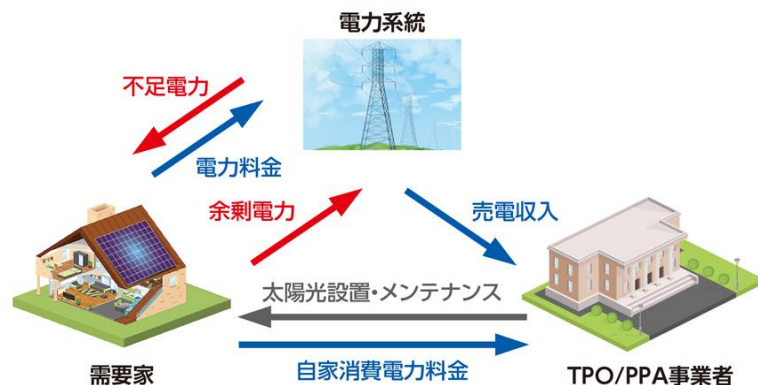 電力系統
不足電力
電力料金
余剰電力
売電収入
太陽光設置・メンテナンス
自家消費電力料金
需要家
TPO/PPA事業者